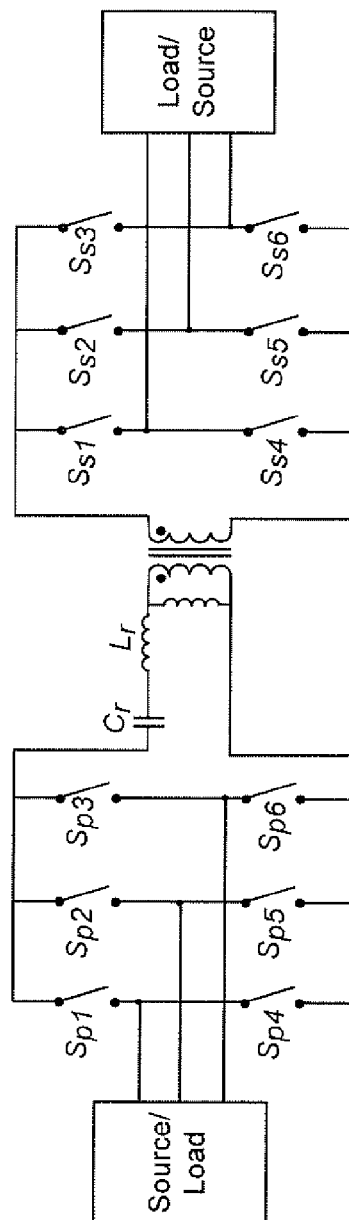 Source/
Load
Sp1
Sp2
Sp3
Sp4
Sp5
Sp6
Cr
Lr
Ss1
Ss2
Ss3
Ss4
Ss5
Ss6
Load/
Source